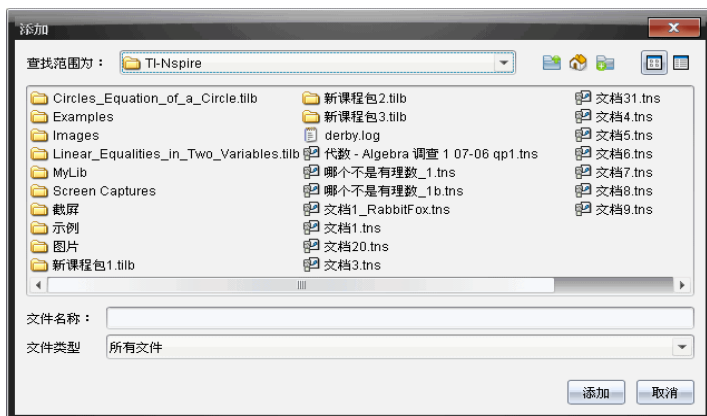 添加
查找范围为： TI-Nspire
Circles_Equation_of_a_Circle.tilb
Examples
Images
Linear_Equalities_in_Two_Variables.tilb
MyLib
Screen Captures
截屏
示例
图片
新课程包1.tilb
新课程包2.tilb
新课程包3.tilb
derby.log
代数 - Algebra 调查 1 07-06 qp1.tns
哪个不是有理数_1.tns
哪个不是有理数_1b.tns
文档1_RabbitFox.tns
文档1.tns
文档20.tns
文档3.tns
文档31.tns
文档4.tns
文档5.tns
文档6.tns
文档7.tns
文档8.tns
文档9.tns
文件名称：
文件类型 所有文件
添加 取消